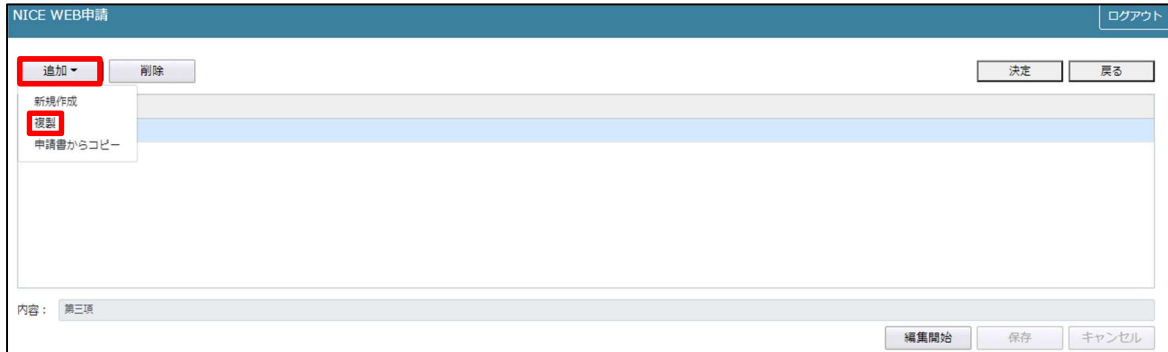 NICE WEB申請 ログアウト
追加 削除 決定 戻る
新規作成
複製
申請書からコピー
内容： 第三項
編集開始 保存 キャンセル